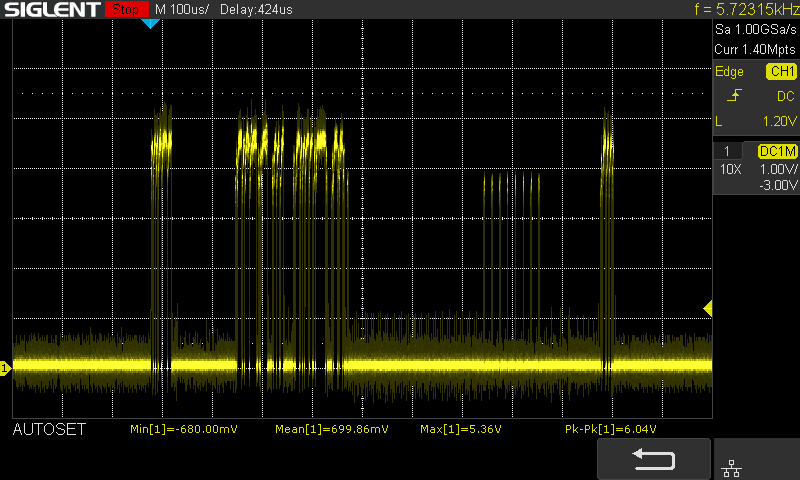 SIGLENT Stop M 100us/ Delay:424us f = 5.72315kHz
Sa 1.00GSa/s
Curr 1.40Mpts
Edge CH1
DC
L 1.20V
1 DC1M
10X 1.00V/
-3.00V
1
AUTOSET Min[1]=-680.00mV Mean[1]=699.86mV Max[1]=5.36V Pk-Pk[1]=6.04V